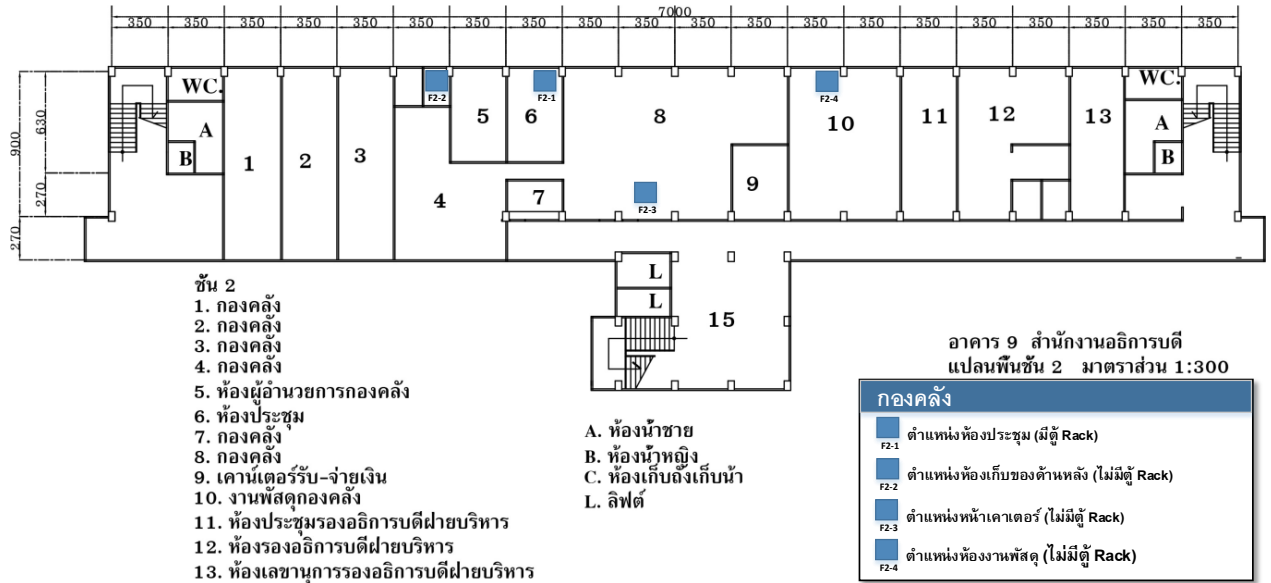 7000
350 350 350 350 350 350 350 350 350 350 350 350 350 350 350 350 350 350 350 350
900
630
270
270
WC.
A
B
1
2
3
4
5
6
7
8
9
10
11
12
13
WC.
A
B
F2-2
F2-1
F2-4
F2-3
L
L
15
ชั้น 2
1. กองคลัง
2. กองคลัง
3. กองคลัง
4. กองคลัง
5. ห้องผู้อำนวยการกองคลัง
6. ห้องประชุม
7. กองคลัง
8. กองคลัง
9. เคาน์เตอร์รับ-จ่ายเงิน
10. งานพัสดุกองคลัง
11. ห้องประชุมรองอธิการบดีฝ่ายบริหาร
12. ห้องรองอธิการบดีฝ่ายบริหาร
13. ห้องเลขานุการรองอธิการบดีฝ่ายบริหาร
A. ห้องน้ำชาย
B. ห้องน้ำหญิง
C. ห้องเก็บถังเก็บน้ำ
L. ลิฟต์
อาคาร 9 สำนักงานอธิการบดี
แปลนพื้นชั้น 2 มาตราส่วน 1:300
กองคลัง
F2-1 ตำแหน่งห้องประชุม (มีตู้ Rack)
F2-2 ตำแหน่งห้องเก็บของด้านหลัง (ไม่มีตู้ Rack)
F2-3 ตำแหน่งหน้าเคาเตอร์ (ไม่มีตู้ Rack)
F2-4 ตำแหน่งห้องงานพัสดุ (ไม่มีตู้ Rack)